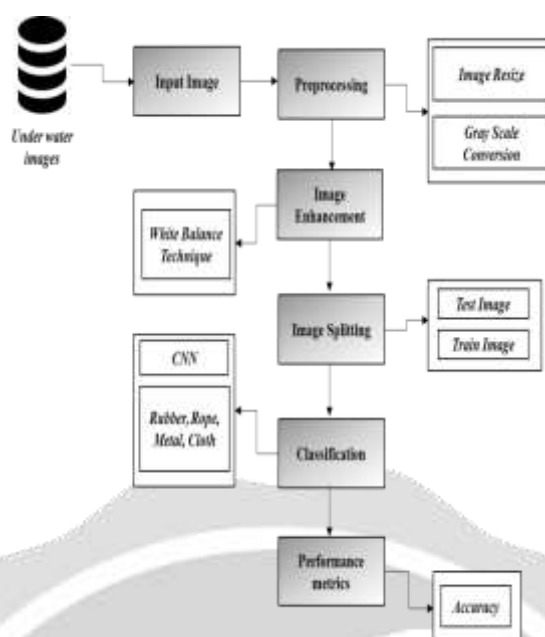 Under water
images
Input Image
Preprocessing
Image Resize
Gray Scale
Conversion
Image
Enhancement
White Balance
Technique
Image Splitting
Test Image
Train Image
CNN
Rubber, Rope,
Metal, Cloth
Classification
Performance
metrics
Accuracy